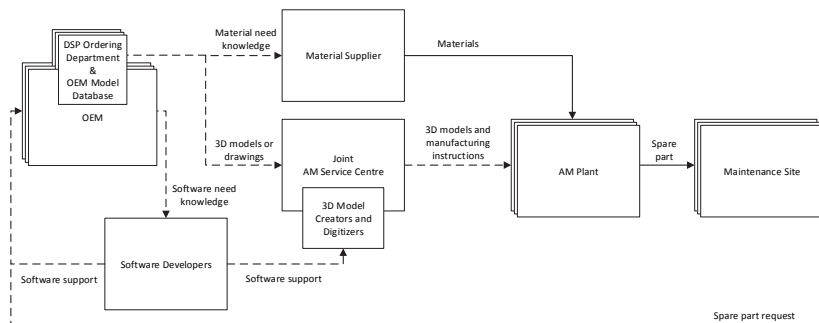 DSP Ordering
Department
&
OEM Model
Database
OEM
Material need
knowledge
Material Supplier
Materials
3D models or
drawings
Joint
AM Service Centre
3D models and
manufacturing
instructions
AM Plant
Spare
part
Maintenance Site
Software need
knowledge
3D Model
Creators and
Digitizers
Software Developers
Software support
Software support
Spare part request